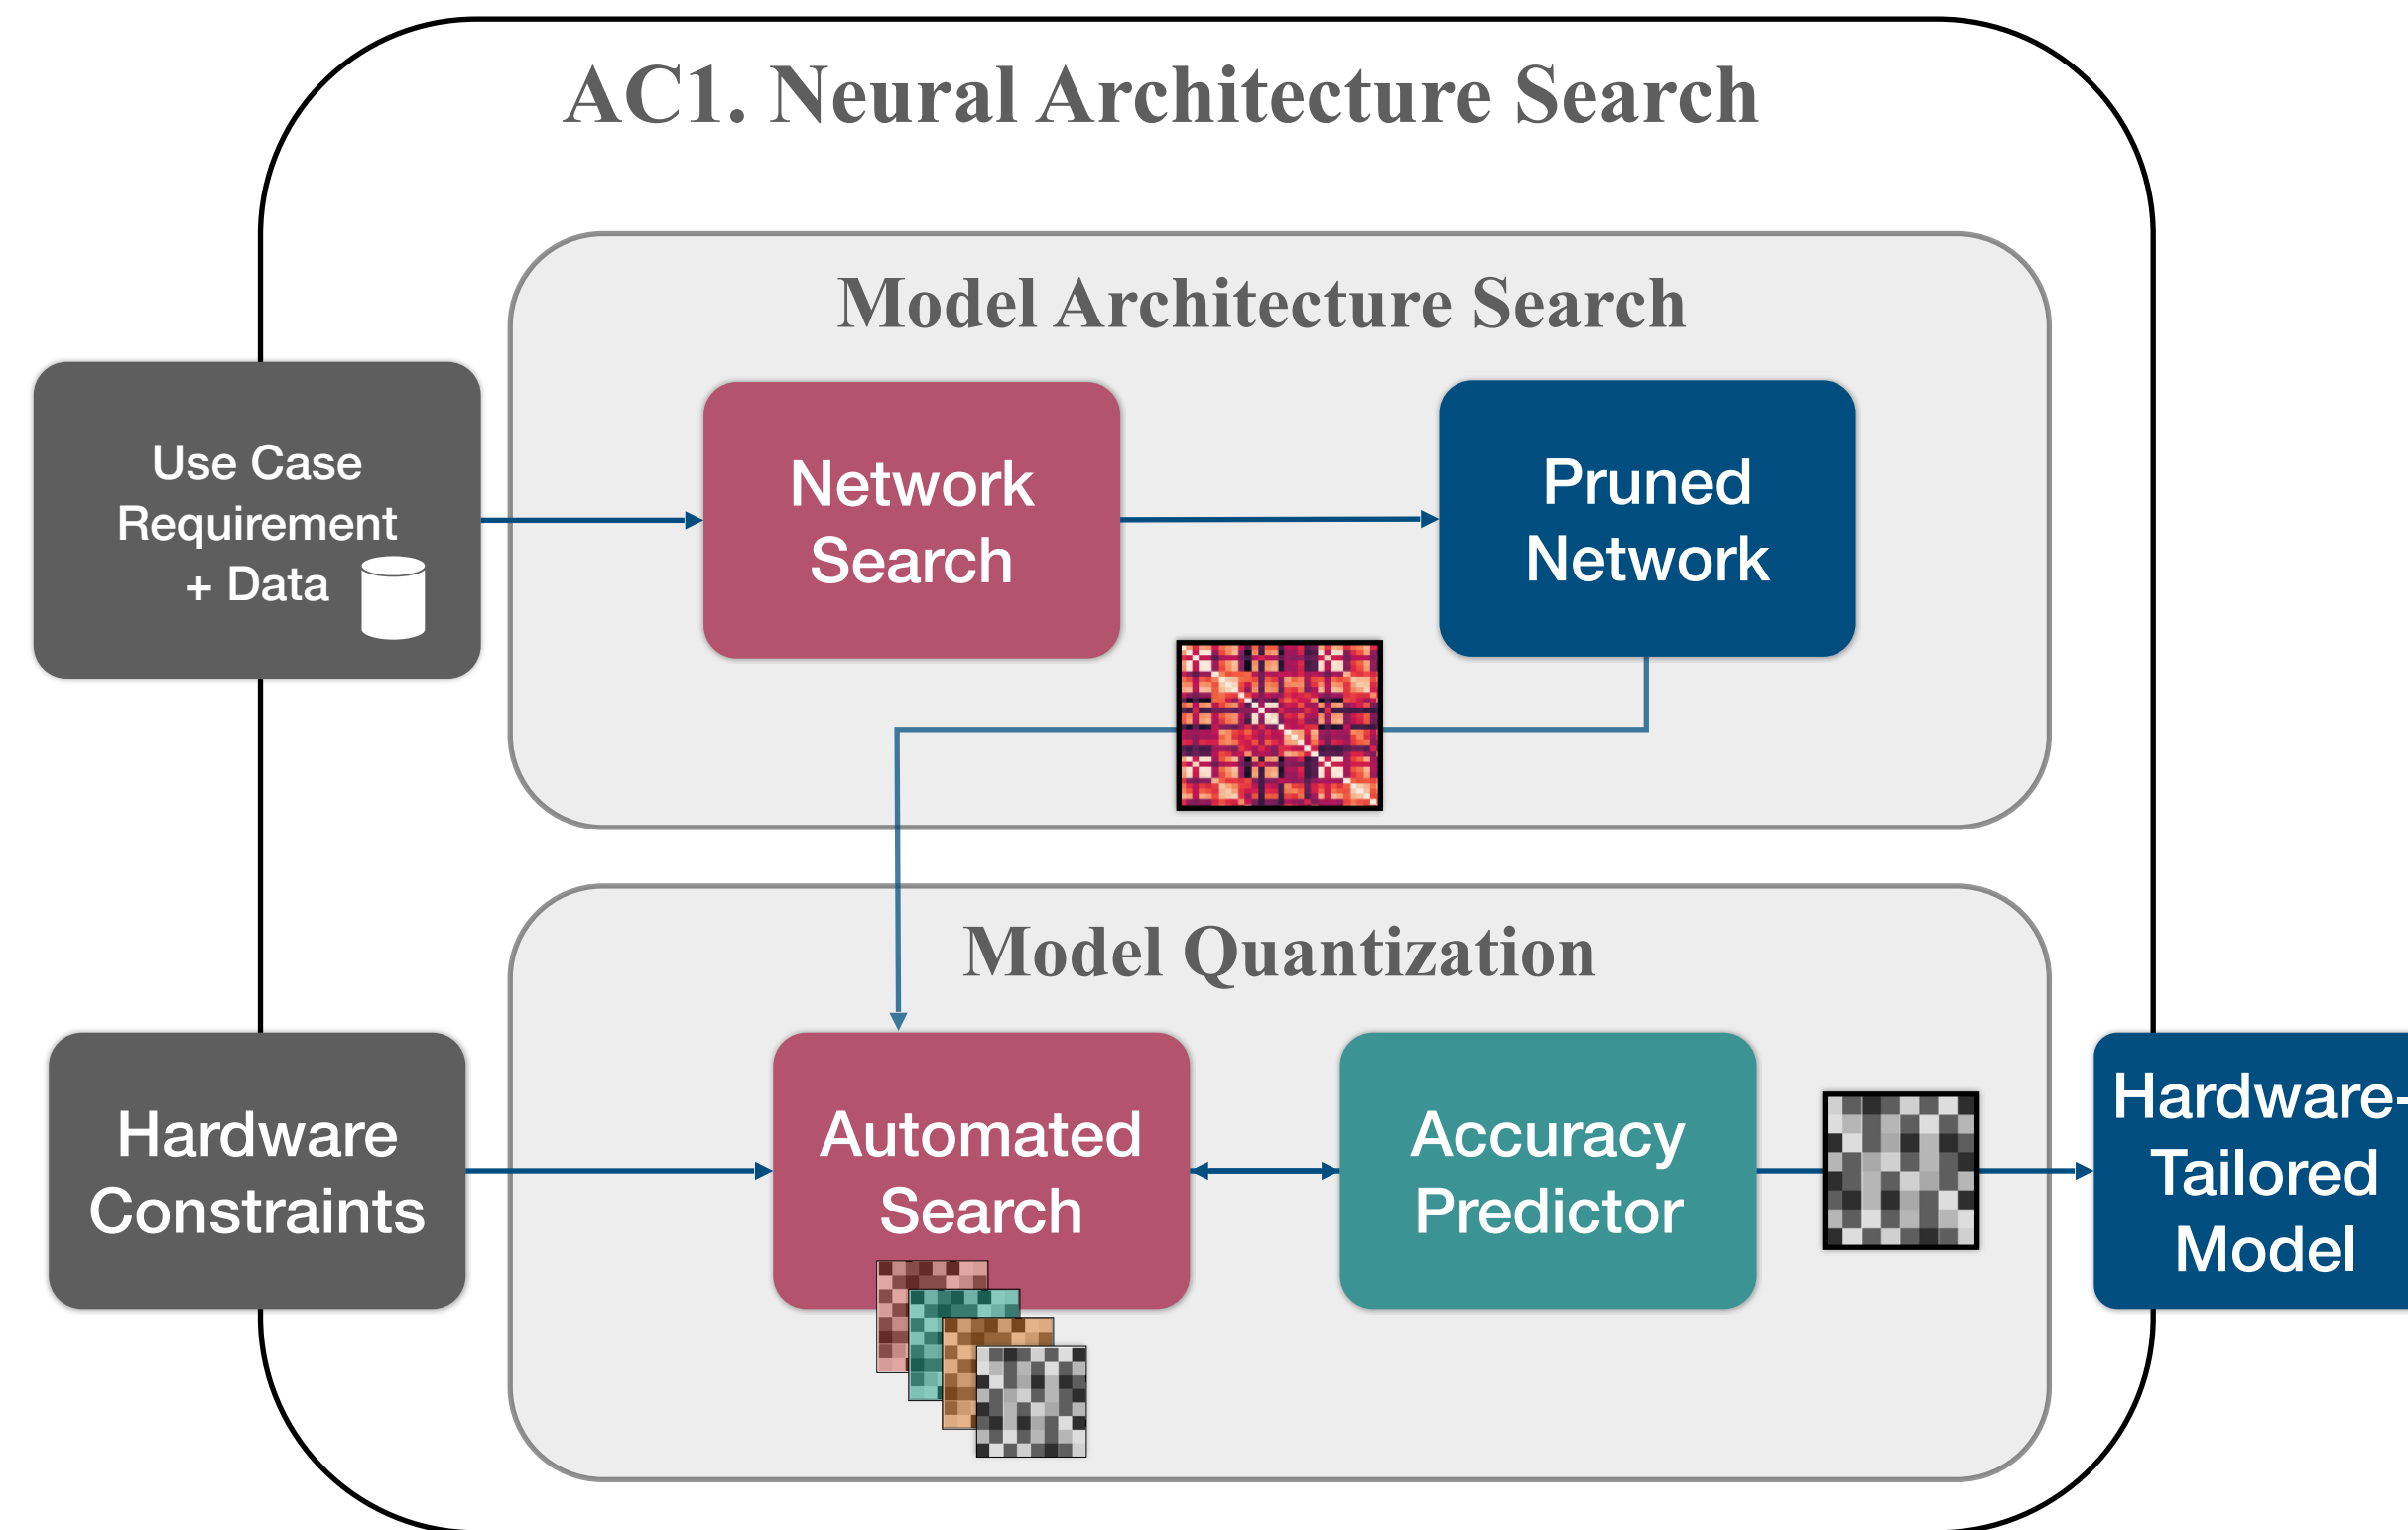 AC1. Neural Architecture Search
Model Architecture Search
Use Case
Requirement
+ Data
Network
Search
Pruned
Network
Model Quantization
Hardware
Constraints
Automated
Search
Accuracy
Predictor
Hardware-
Tailored
Model